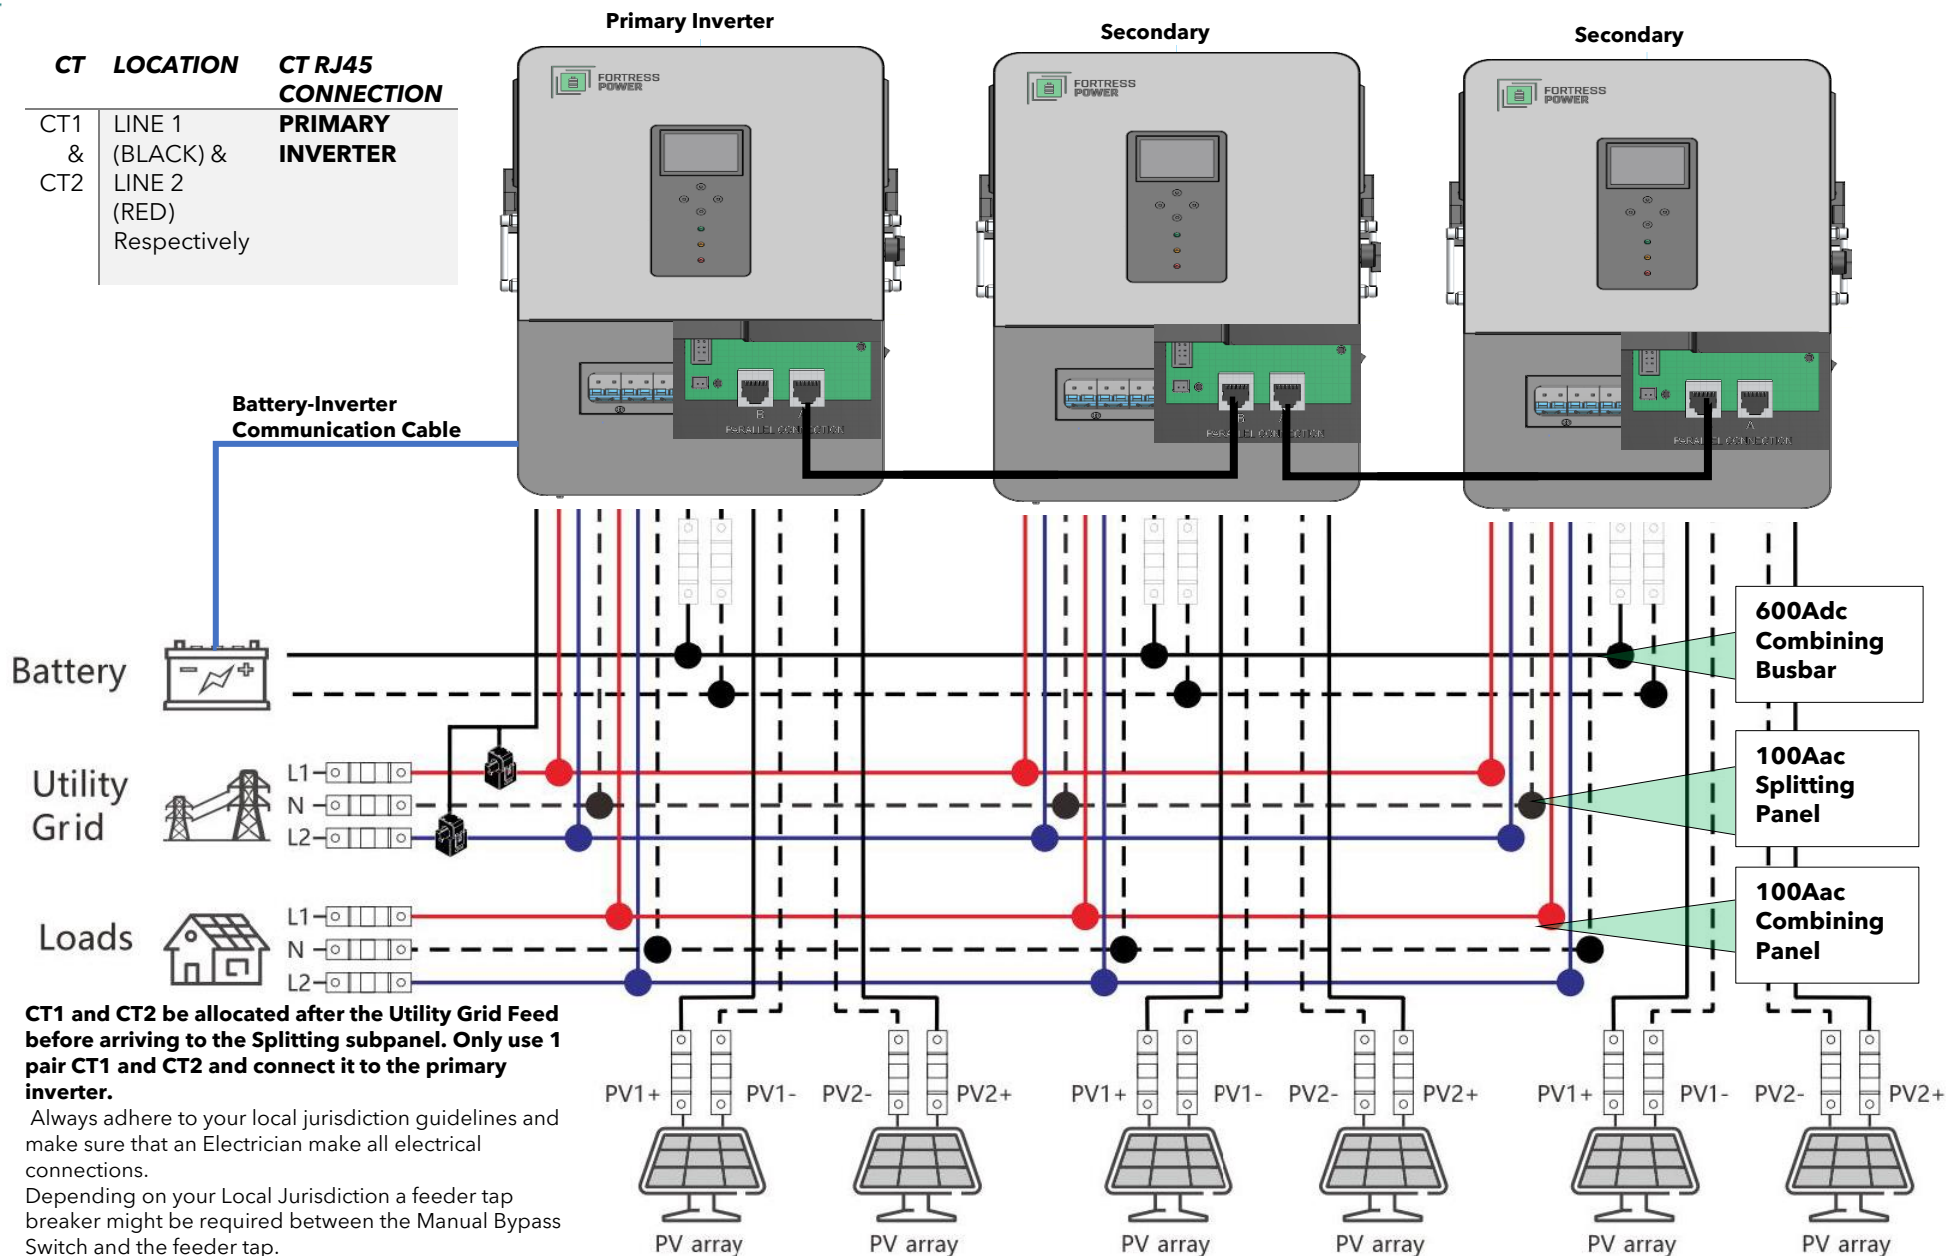 Primary Inverter
Secondary
Secondary
CT LOCATION CT RJ45
CONNECTION
CT1 LINE 1 PRIMARY
& (BLACK) & INVERTER
CT2 LINE 2
(RED)
Respectively
FORTRESS
POWER
FORTRESS
POWER
FORTRESS
POWER
R
PARALLEL CONNECTION
R
PARALLEL CONNECTION
A
PARALLEL CONNECTION
Battery-Inverter
Communication Cable
Battery
600Adc
Combining
Busbar
Utility
Grid
L1
N
L2
100Aac
Splitting
Panel
Loads
L1
N
L2
100Aac
Combining
Panel
CT1 and CT2 be allocated after the Utility Grid Feed
before arriving to the Splitting subpanel. Only use 1
pair CT1 and CT2 and connect it to the primary
inverter.
Always adhere to your local jurisdiction guidelines and
make sure that an Electrician make all electrical
connections.
Depending on your Local Jurisdiction a feeder tap
breaker might be required between the Manual Bypass
Switch and the feeder tap.
PV1+ PV1- PV2- PV2+ PV1+ PV1- PV2- PV2+ PV1+ PV1- PV2- PV2+
PV array PV array PV array PV array PV array PV array